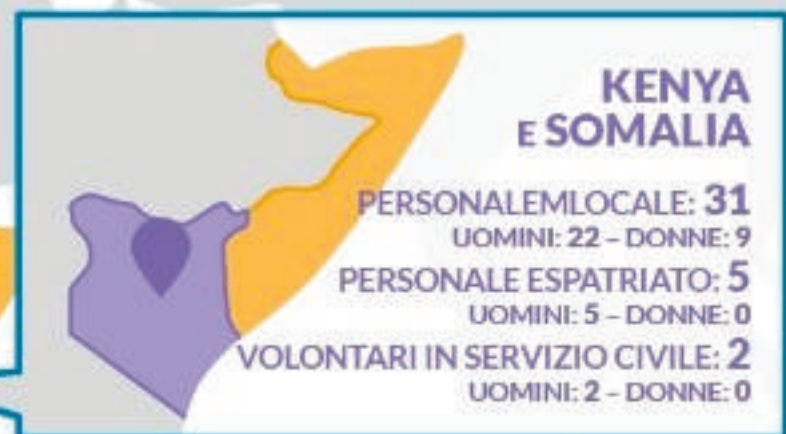 KENYA
E SOMALIA
PERSONALEMLOCALE: 31
UOMINI: 22 – DONNE: 9
PERSONALE ESPATRIATO: 5
UOMINI: 5 – DONNE: 0
VOLONTARI IN SERVIZIO CIVILE: 2
UOMINI: 2 – DONNE: 0